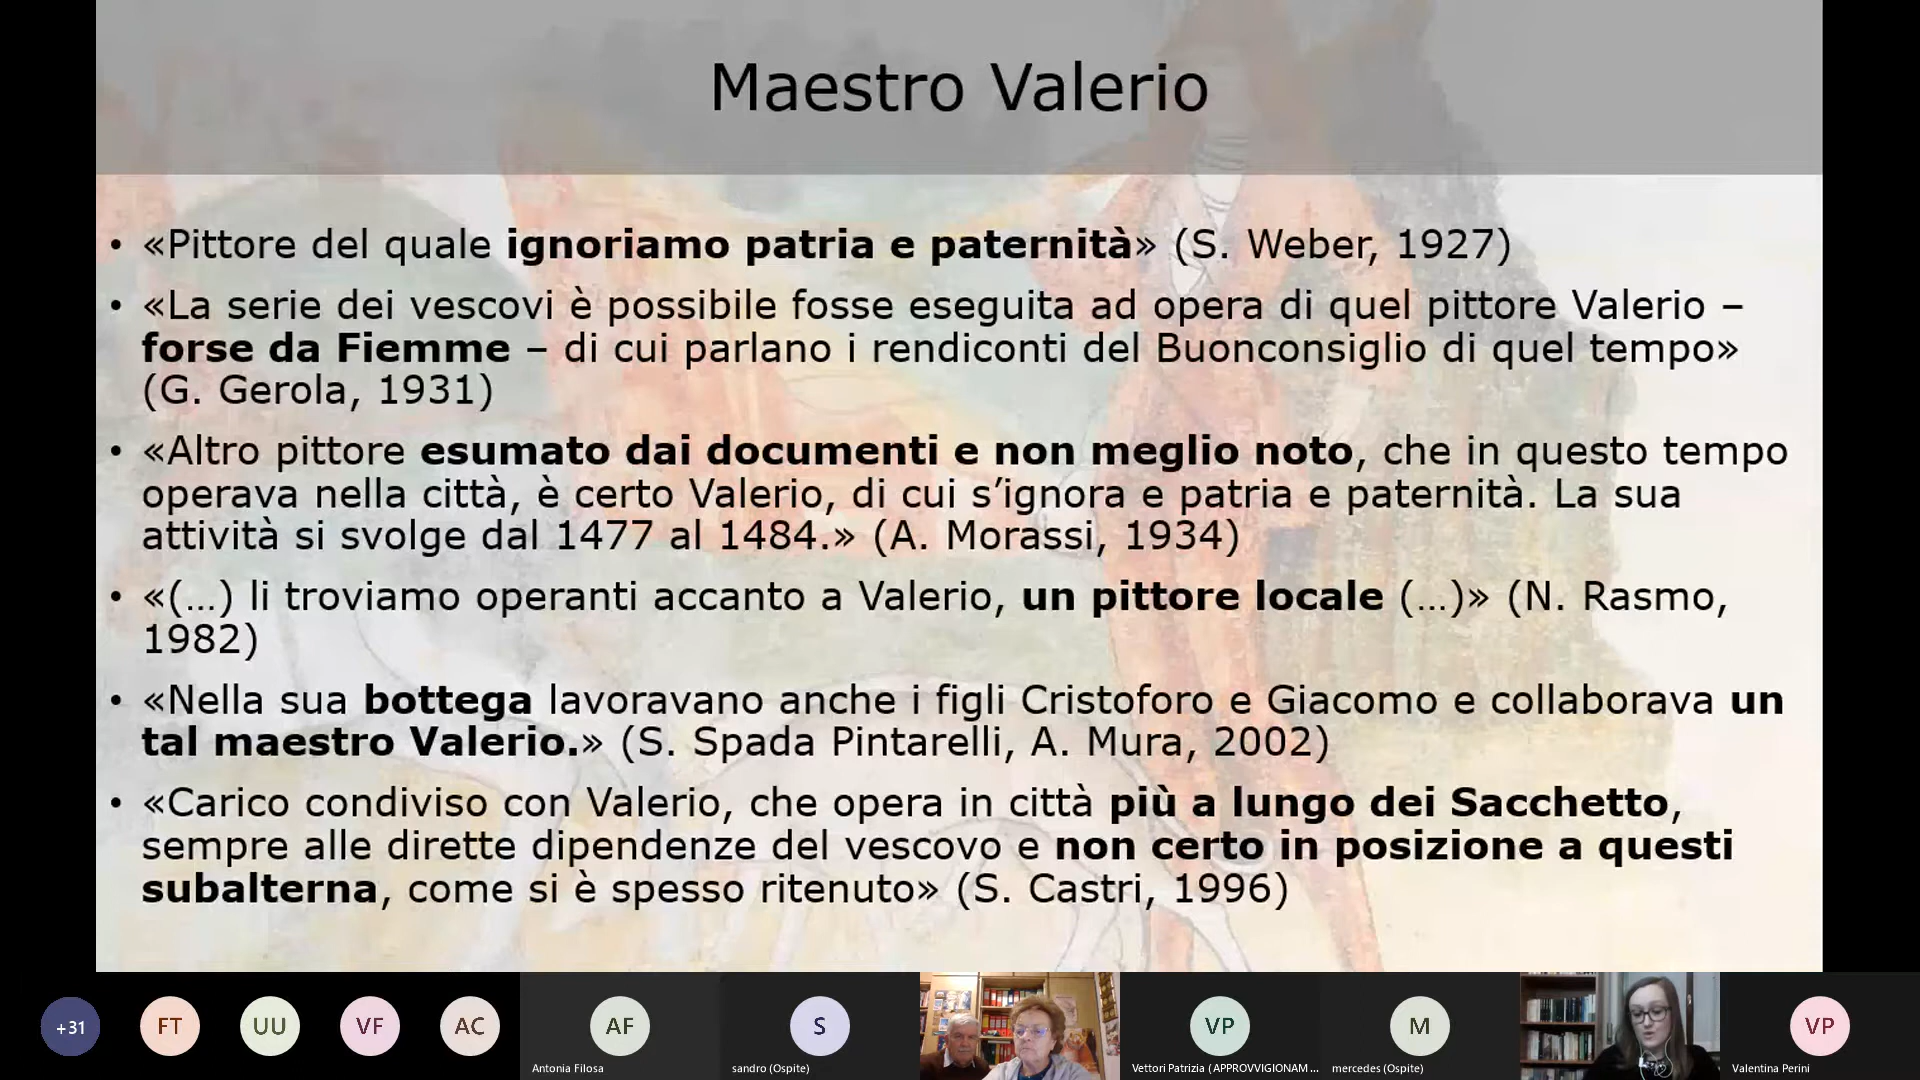 Maestro Valerio
• «Pittore del quale ignoriamo patria e paternità» (S. Weber, 1927)
• «La serie dei vescovi è possibile fosse eseguita ad opera di quel pittore Valerio –
forse da Fiemme – di cui parlano i rendiconti del Buonconsiglio di quel tempo»
(G. Gerola, 1931)
• «Altro pittore esumato dai documenti e non meglio noto, che in questo tempo
operava nella città, è certo Valerio, di cui s’ignora e patria e paternità. La sua
attività si svolge dal 1477 al 1484.» (A. Morassi, 1934)
• «(…) li troviamo operanti accanto a Valerio, un pittore locale (…)» (N. Rasmo,
1982)
• «Nella sua bottega lavoravano anche i figli Cristoforo e Giacomo e collaborava un
tal maestro Valerio.» (S. Spada Pintarelli, A. Mura, 2002)
• «Carico condiviso con Valerio, che opera in città più a lungo dei Sacchetto,
sempre alle dirette dipendenze del vescovo e non certo in posizione a questi
subalterna, come si è spesso ritenuto» (S. Castri, 1996)
+31 FT UU VF AC AF S VP M VP
Antonia Filosa sandro (Ospite) Vettori Patrizia ( APPROVVIGIONAM ... mercedes (Ospite) Valentina Perini